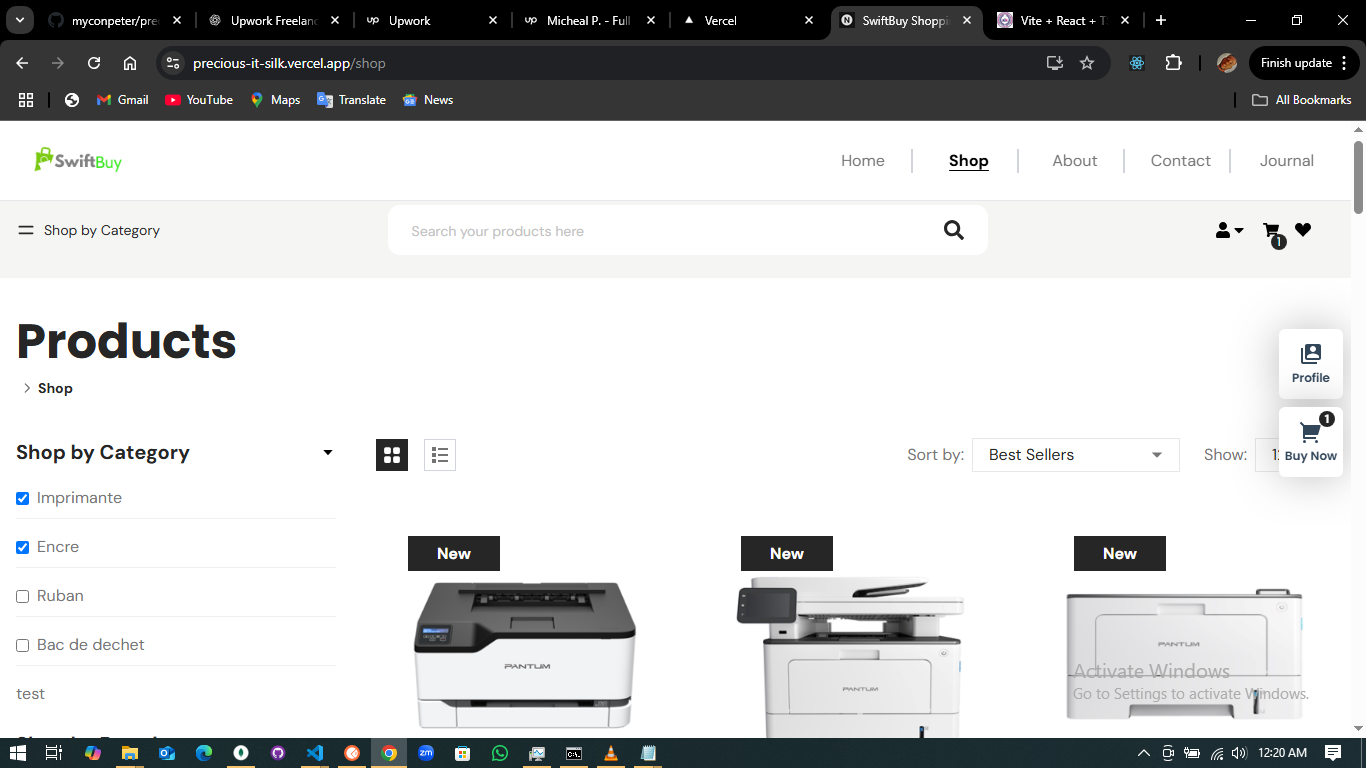 myconpeter/pre
Upwork Freelan
Upwork
Micheal P. - Full
Vercel
SwiftBuy Shoppi
Vite + React + T
precious-it-silk.vercel.app/shop
Finish update
Gmail
YouTube
Maps
Translate
News
All Bookmarks
SwiftBuy
Home
Shop
About
Contact
Journal
Shop by Category
Search your products here
1
Products
> Shop
Profile
1
Buy Now
Shop by Category
Sort by:
Best Sellers
Show:
Imprimante
Encre
Ruban
Bac de dechet
test
New
New
New
PANTUM
PANTUM
PANTUM
Activate Windows
Go to Settings to activate Windows.
12:20 AM